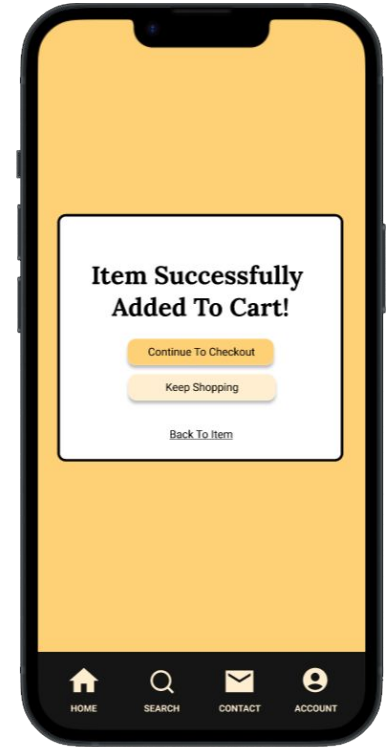 Item Successfully
Added To Cart!
Continue To Checkout
Keep Shopping
Back To Item
HOME SEARCH CONTACT ACCOUNT